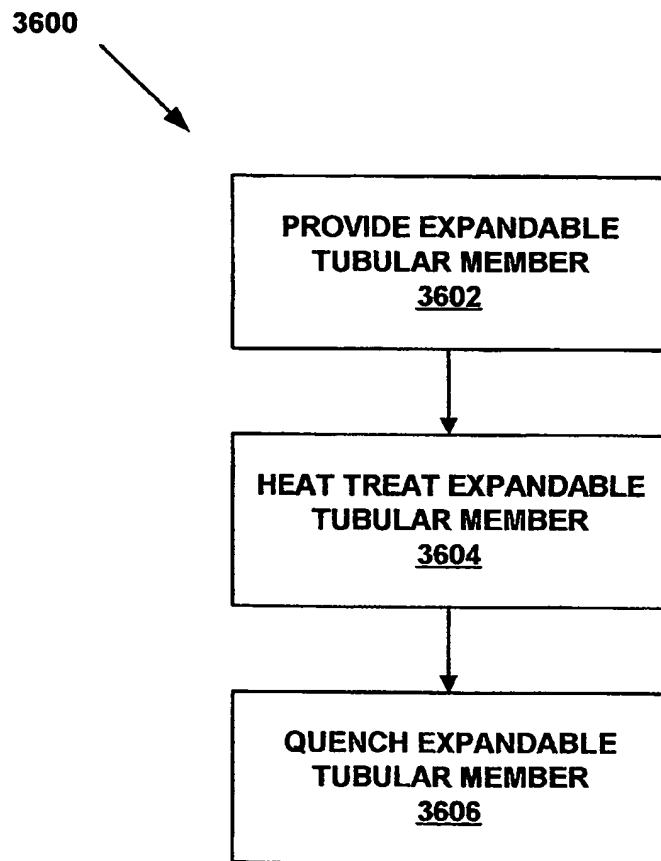 3600
PROVIDE EXPANDABLE
TUBULAR MEMBER
3602
HEAT TREAT EXPANDABLE
TUBULAR MEMBER
3604
QUENCH EXPANDABLE
TUBULAR MEMBER
3606